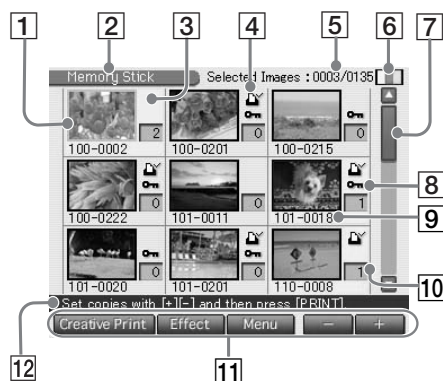 1 2 3 4 5 6 7
Memory Stick Selected Images : 0003/0135
2 0 0
100-0002 100-0201 100-0215
8
0 0 1
100-0222 101-0011 101-0018 9
0 0 1 10
101-0020 101-0201 110-0008
Set copies with [+][-] and then press [PRINT]
Creative Print Effect Menu − +
12 11